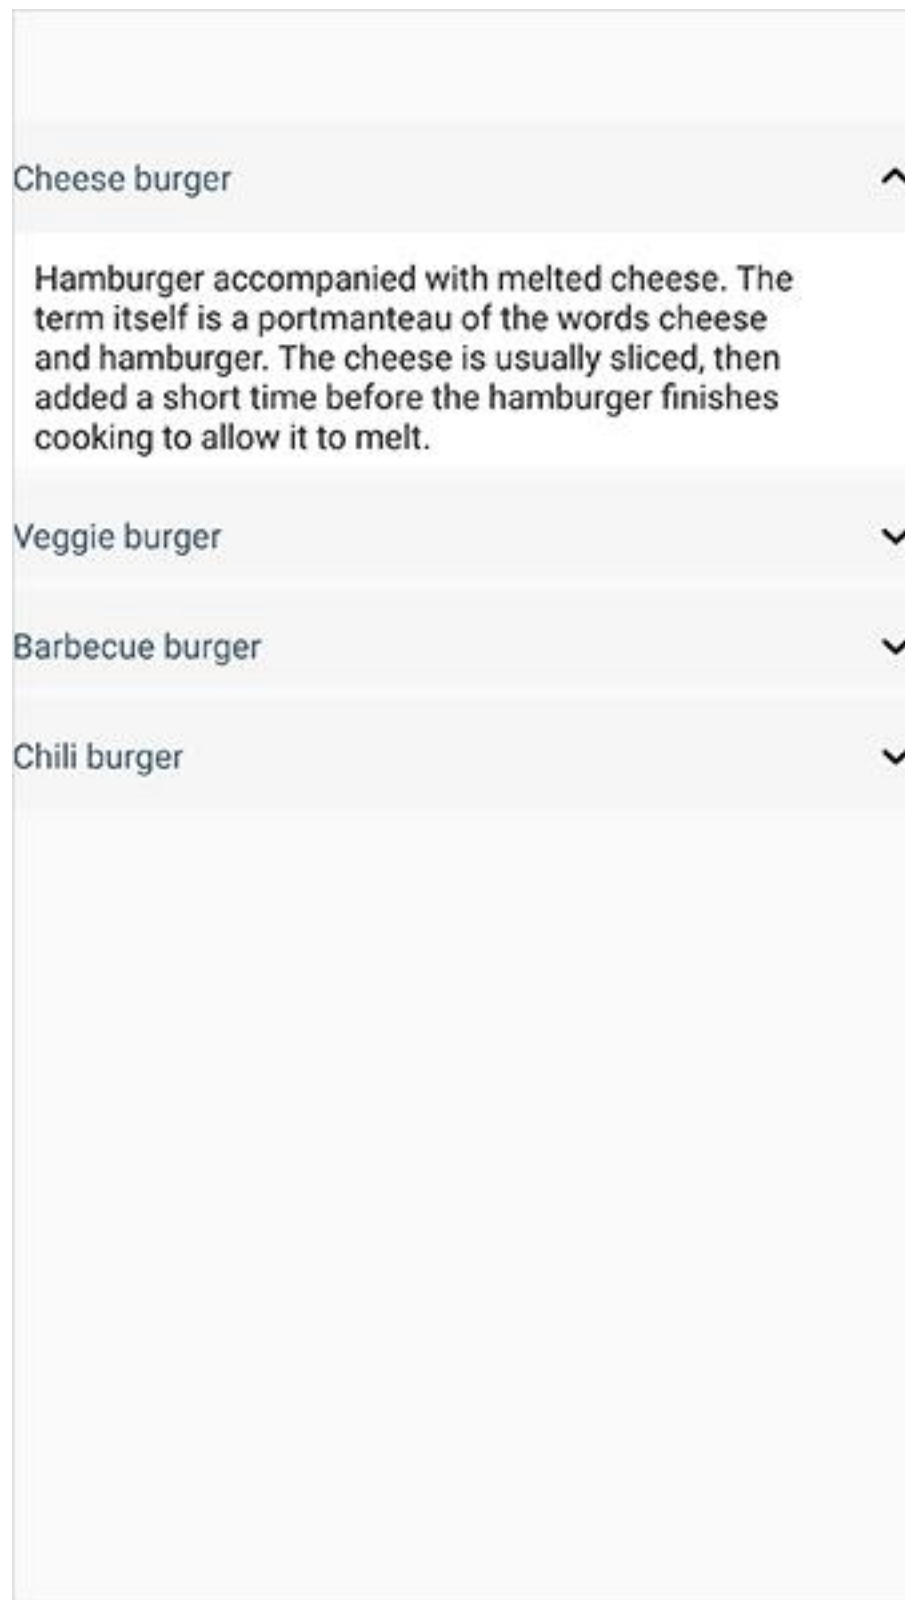 Cheese burger
Hamburger accompanied with melted cheese. The
term itself is a portmanteau of the words cheese
and hamburger. The cheese is usually sliced, then
added a short time before the hamburger finishes
cooking to allow it to melt.
Veggie burger
Barbecue burger
Chili burger